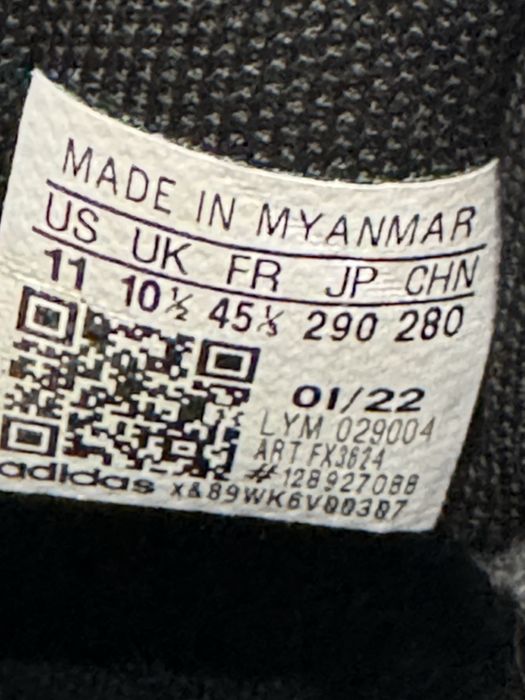 MADE IN MYANMAR
US UK FR JP CHN
11 10½ 45⅓ 290 280
01/22
LYM 029004
ART FX3624
#128927088
adidas X&89WK6V00387